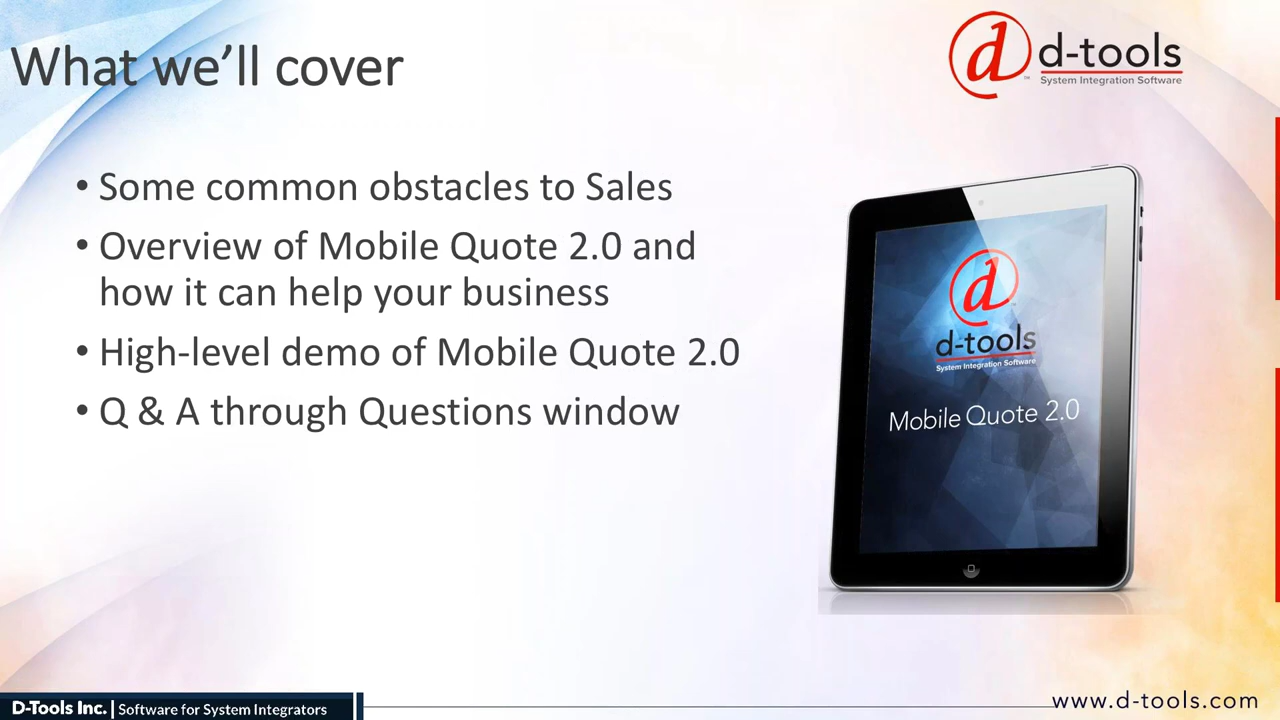 What we’ll cover
d d-tools
System Integration Software
• Some common obstacles to Sales
• Overview of Mobile Quote 2.0 and
how it can help your business
• High-level demo of Mobile Quote 2.0
• Q & A through Questions window
d
d-tools
System Integration Software
Mobile Quote 2.0
D-Tools Inc. | Software for System Integrators
www.d-tools.com